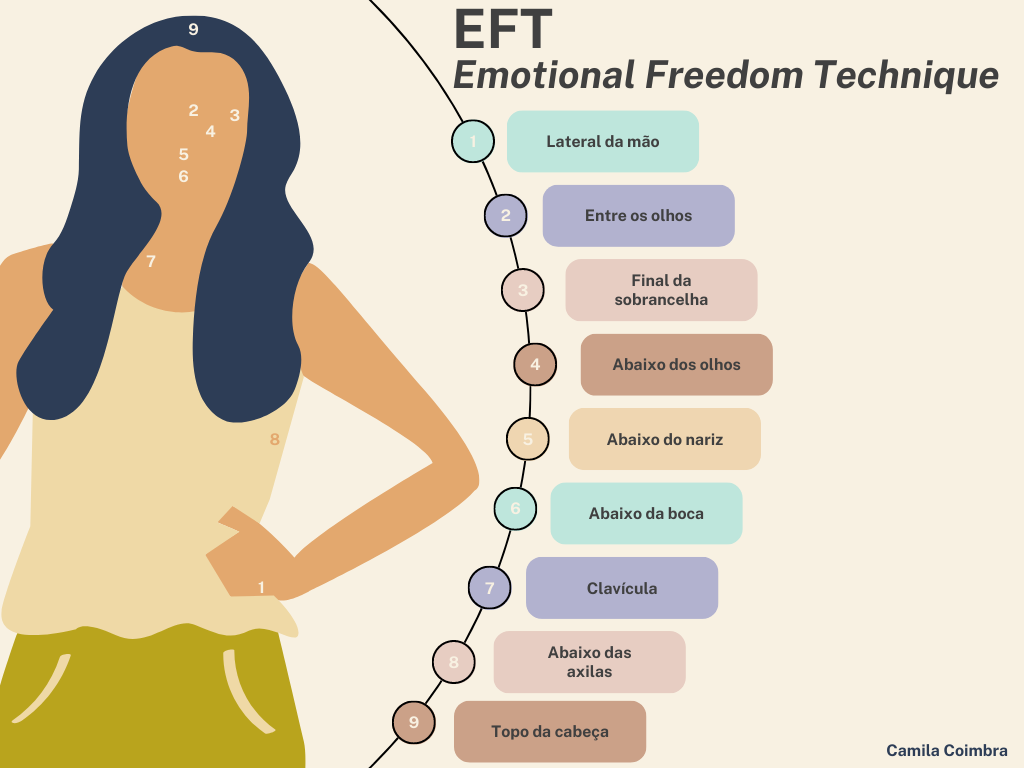 EFT
Emotional Freedom Technique
9
2
3
4
5
6
7
8
1
1
Lateral da mão
2
Entre os olhos
3
Final da
sobrancelha
4
Abaixo dos olhos
5
Abaixo do nariz
6
Abaixo da boca
7
Clavícula
8
Abaixo das
axilas
9
Topo da cabeça
Camila Coimbra